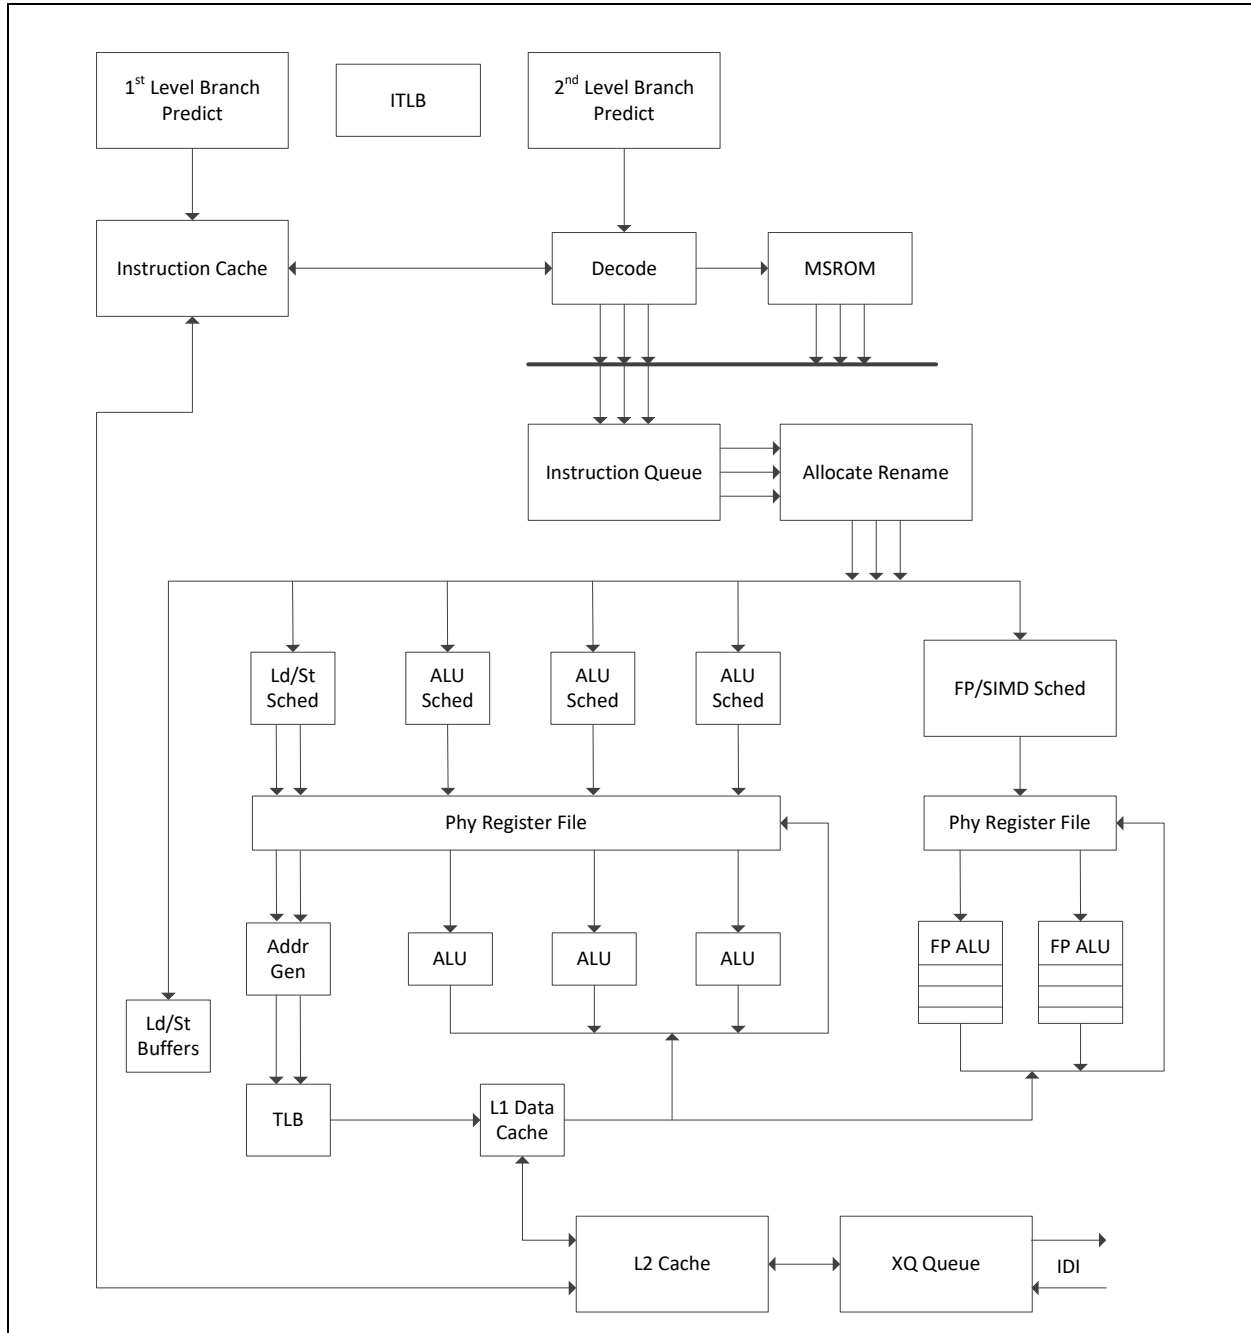 1st Level Branch
Predict
ITLB
2nd Level Branch
Predict
Instruction Cache
Decode
MSROM
Instruction Queue
Allocate Rename
Ld/St
Sched
ALU
Sched
ALU
Sched
ALU
Sched
FP/SIMD Sched
Phy Register File
Phy Register File
Addr
Gen
ALU
ALU
ALU
FP ALU
FP ALU
Ld/St
Buffers
TLB
L1 Data
Cache
L2 Cache
XQ Queue
IDI